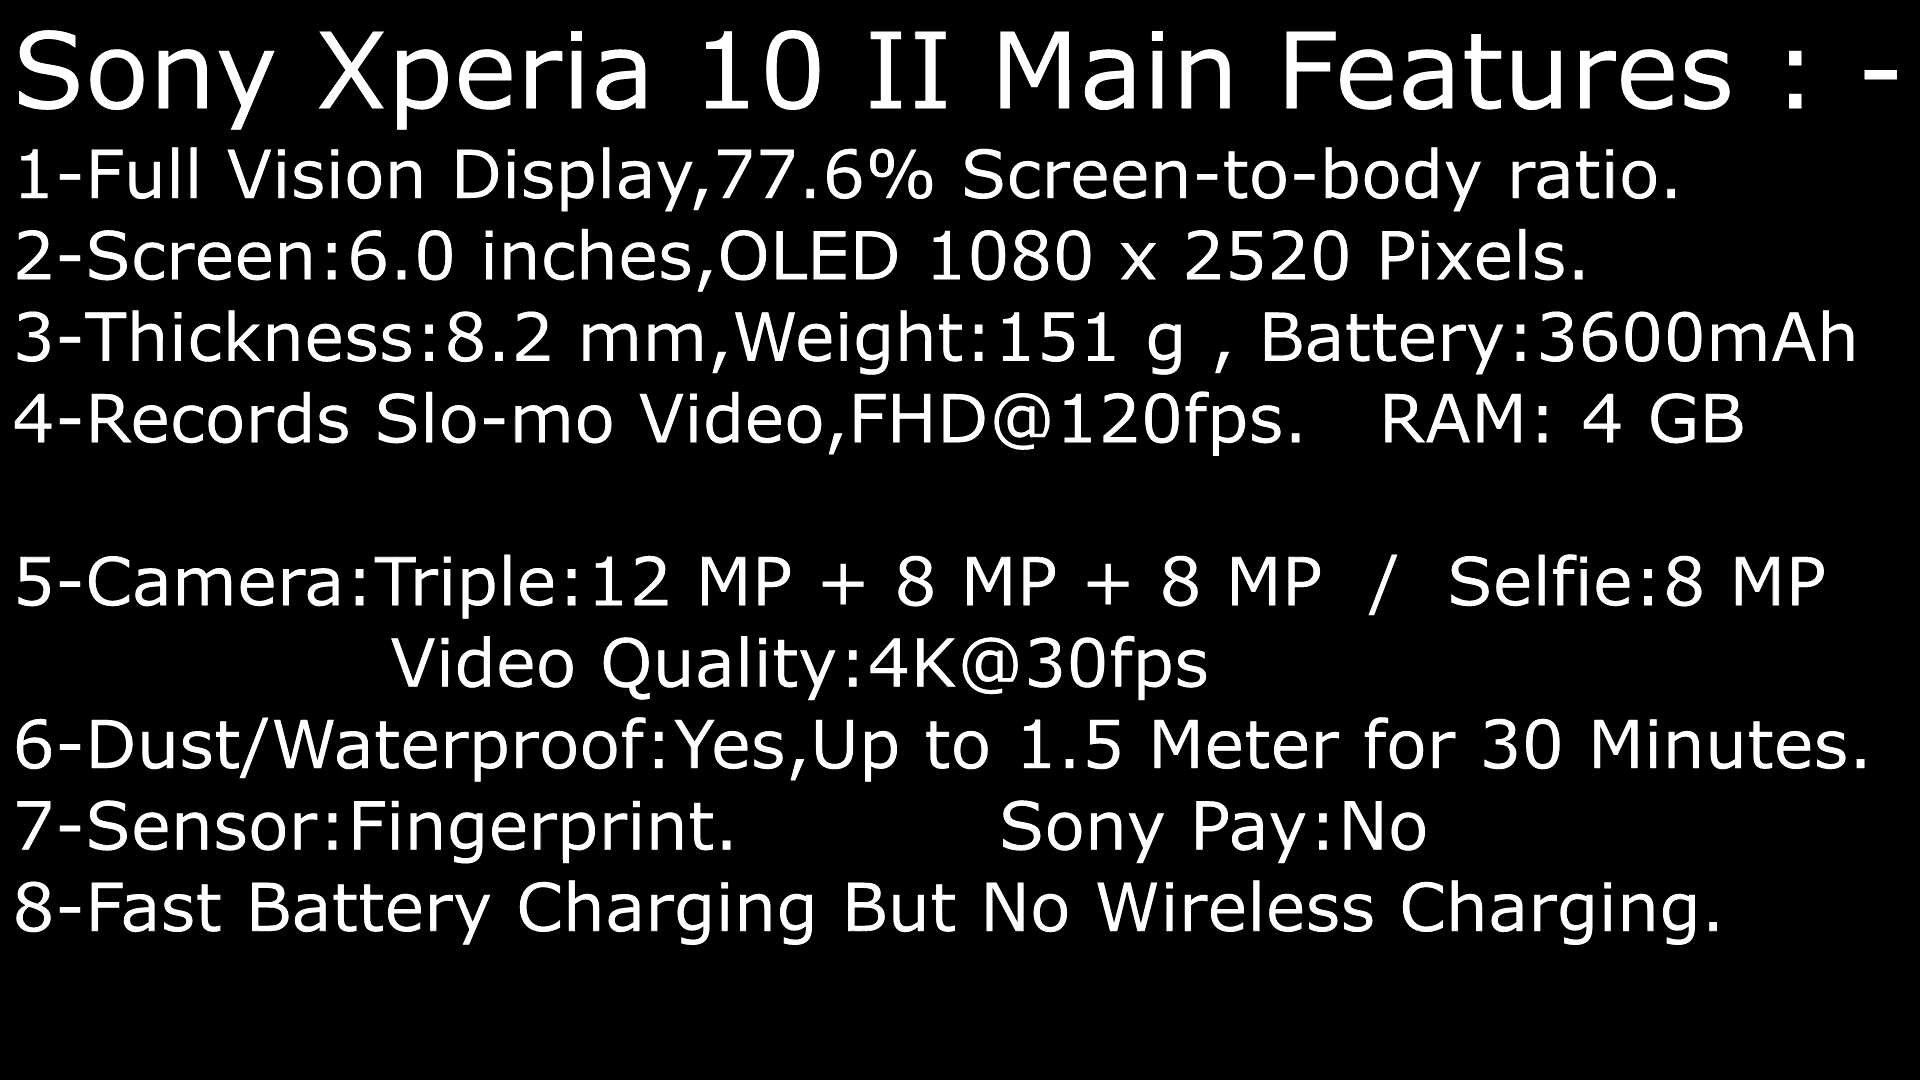 Sony Xperia 10 II Main Features : -
1-Full Vision Display,77.6% Screen-to-body ratio.
2-Screen:6.0 inches,OLED 1080 x 2520 Pixels.
3-Thickness:8.2 mm,Weight:151 g , Battery:3600mAh
4-Records Slo-mo Video,FHD@120fps.   RAM: 4 GB
5-Camera:Triple:12 MP + 8 MP + 8 MP  /  Selfie:8 MP
Video Quality:4K@30fps
6-Dust/Waterproof:Yes,Up to 1.5 Meter for 30 Minutes.
7-Sensor:Fingerprint.          Sony Pay:No
8-Fast Battery Charging But No Wireless Charging.